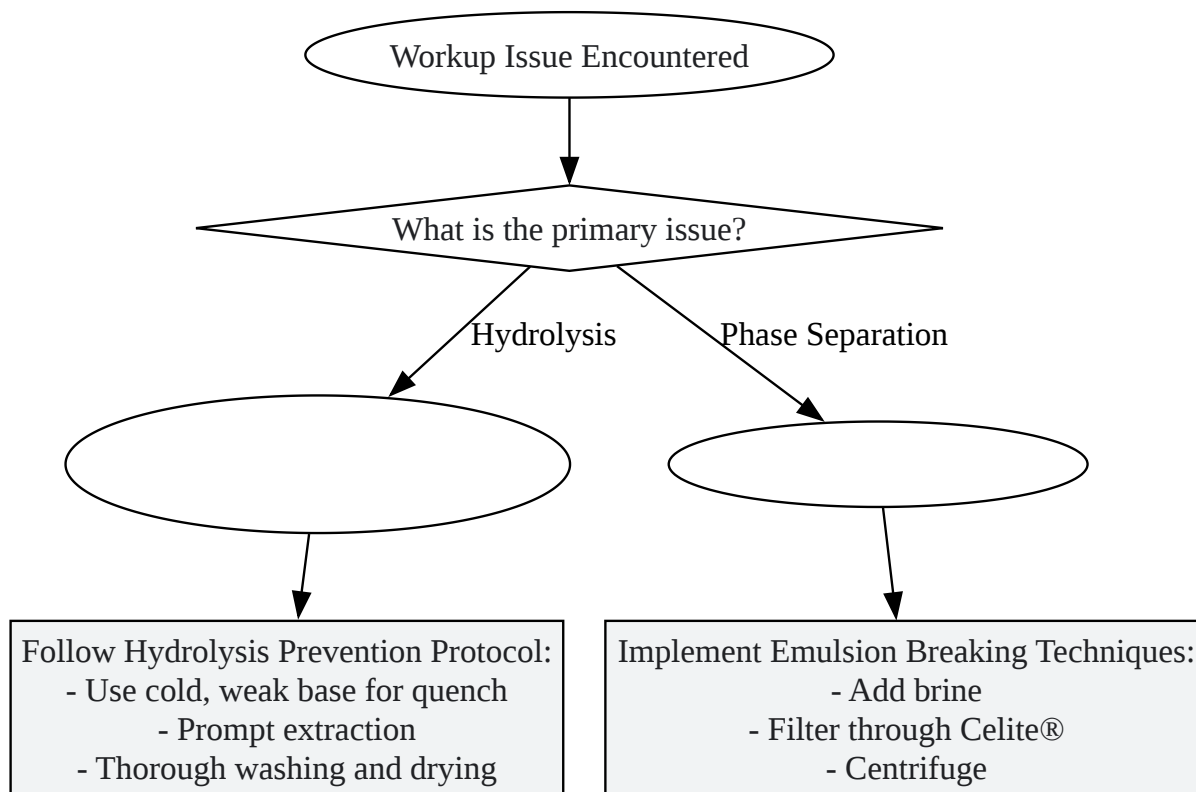 Workup Issue Encountered
What is the primary issue?
Hydrolysis
Phase Separation
Follow Hydrolysis Prevention Protocol:
- Use cold, weak base for quench
- Prompt extraction
- Thorough washing and drying
Implement Emulsion Breaking Techniques:
- Add brine
- Filter through Celite®
- Centrifuge